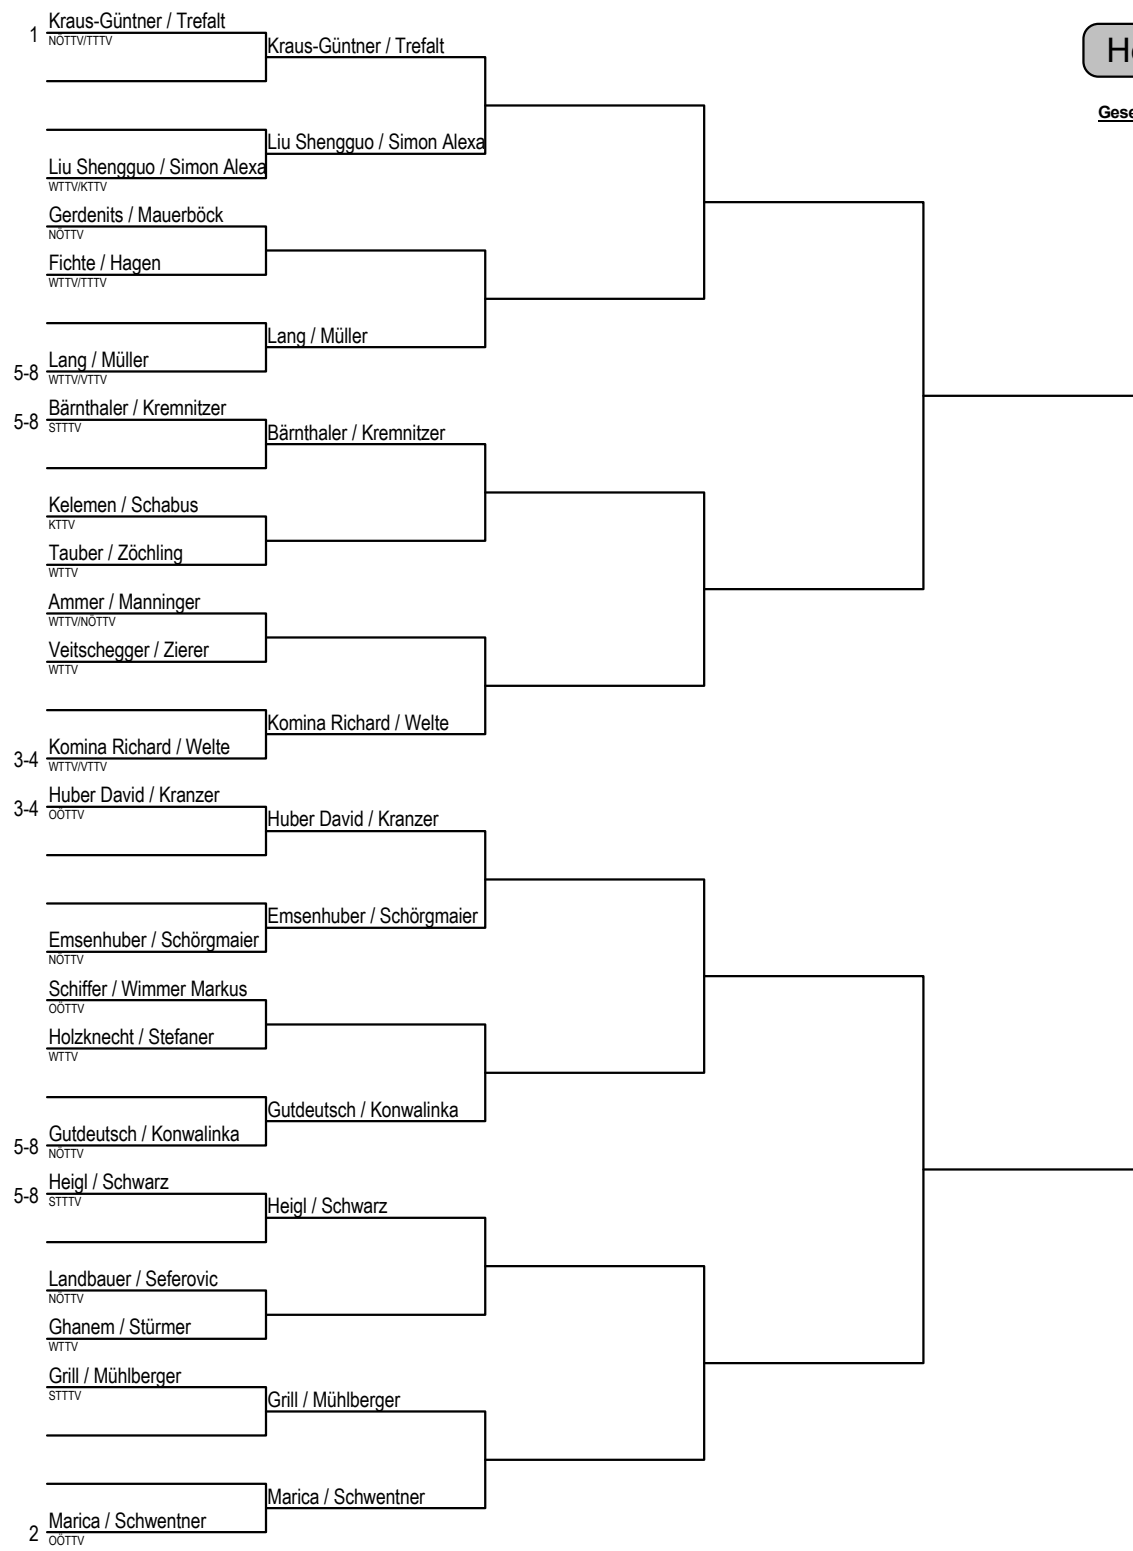 Kraus-Güntner / Trefalt
1
NÖTTV/TTTV
Kraus-Güntner / Trefalt
Liu Shengguo / Simon Alexa
Liu Shengguo / Simon Alexa
WTTV/KTTV
Gerdenits / Mauerböck
NÖTTV
Fichte / Hagen
WTTV/TTTV
Lang / Müller
Lang / Müller
5-8
WTTV/VTTV
Bärnthaler / Kremnitzer
5-8
STTTV
Bärnthaler / Kremnitzer
Kelemen / Schabus
KTTV
Tauber / Zöchling
WTTV
Ammer / Manninger
WTTV/NÖTTV
Veitschegger / Zierer
WTTV
Komina Richard / Welte
Komina Richard / Welte
3-4
WTTV/VTTV
Huber David / Kranzer
3-4
OÖTTV
Huber David / Kranzer
Emsenhuber / Schörgmaier
Emsenhuber / Schörgmaier
NÖTTV
Schiffer / Wimmer Markus
OÖTTV
Holzknecht / Stefaner
WTTV
Gutdeutsch / Konwalinka
Gutdeutsch / Konwalinka
5-8
NÖTTV
Heigl / Schwarz
5-8
STTTV
Heigl / Schwarz
Landbauer / Seferovic
NÖTTV
Ghanem / Stürmer
WTTV
Grill / Mühlberger
STTTV
Grill / Mühlberger
Marica / Schwentner
Marica / Schwentner
2
OÖTTV